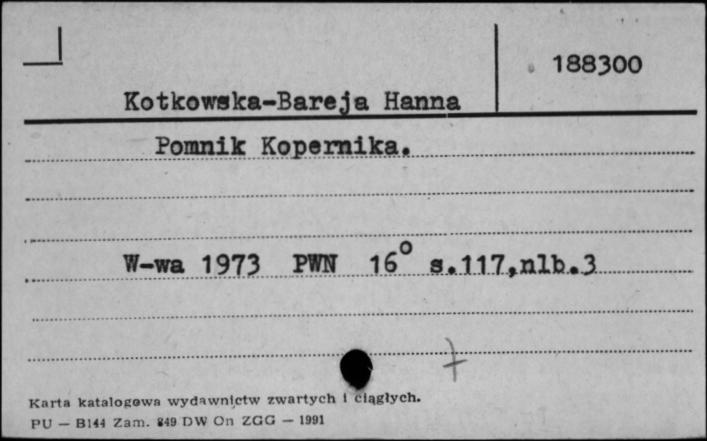 188300
Kotkowska-Bareja Hanna
Pomnik Kopernika.
W-wa 1973 PWN 16° s.117,nlb.3
Karta katalogowa wydawnictw zwartych i ciągłych.
PU — B144 Zam. 849 DW On ZGG — 1991